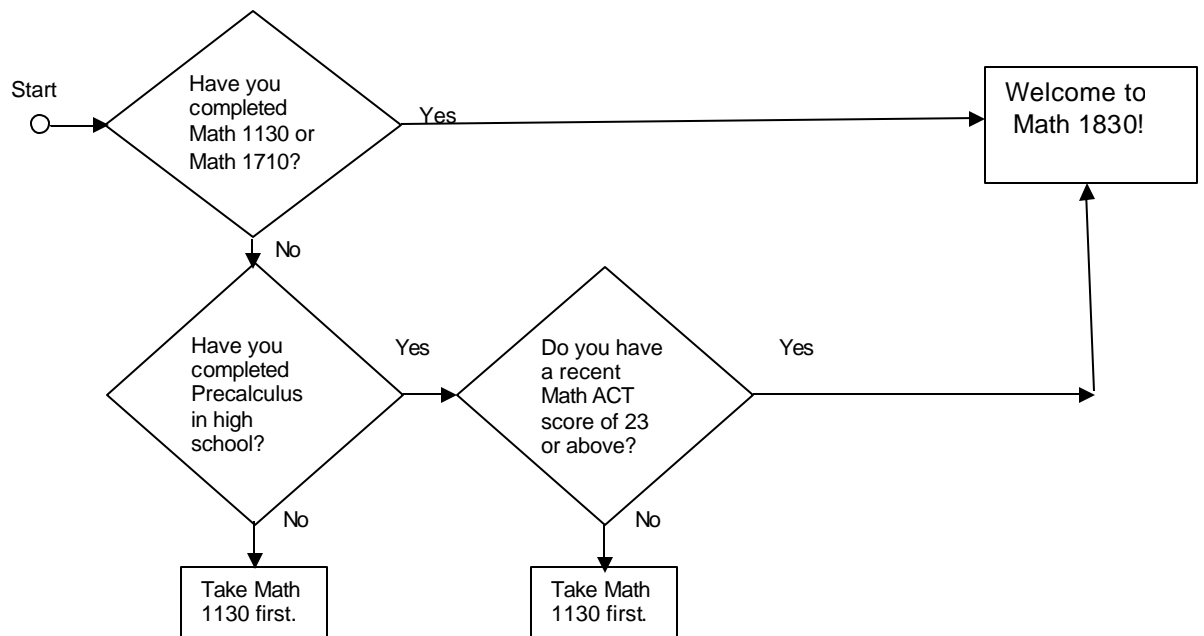 Start
Have you
completed
Math 1130 or
Math 1710?
Yes
Welcome to
Math 1830!
No
Have you
completed
Precalculus
in high
school?
Yes
Do you have
a recent
Math ACT
score of 23
or above?
Yes
No
No
Take Math
1130 first.
Take Math
1130 first.